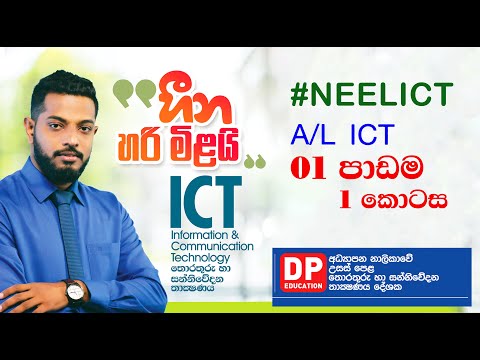 "හීන
හරි මිළයි"
ICT
Information &
Communication
Technology
තොරතුරු හා
සන්නිවේදන
තාක්ෂණය
#NEELICT
A/L ICT
01 පාඩම
1 කොටස
DP
EDUCATION
අධ්‍යාපන නාලිකාවේ
උසස් පෙළ
තොරතුරු හා සන්නිවේදන
තාක්ෂණය දේශක